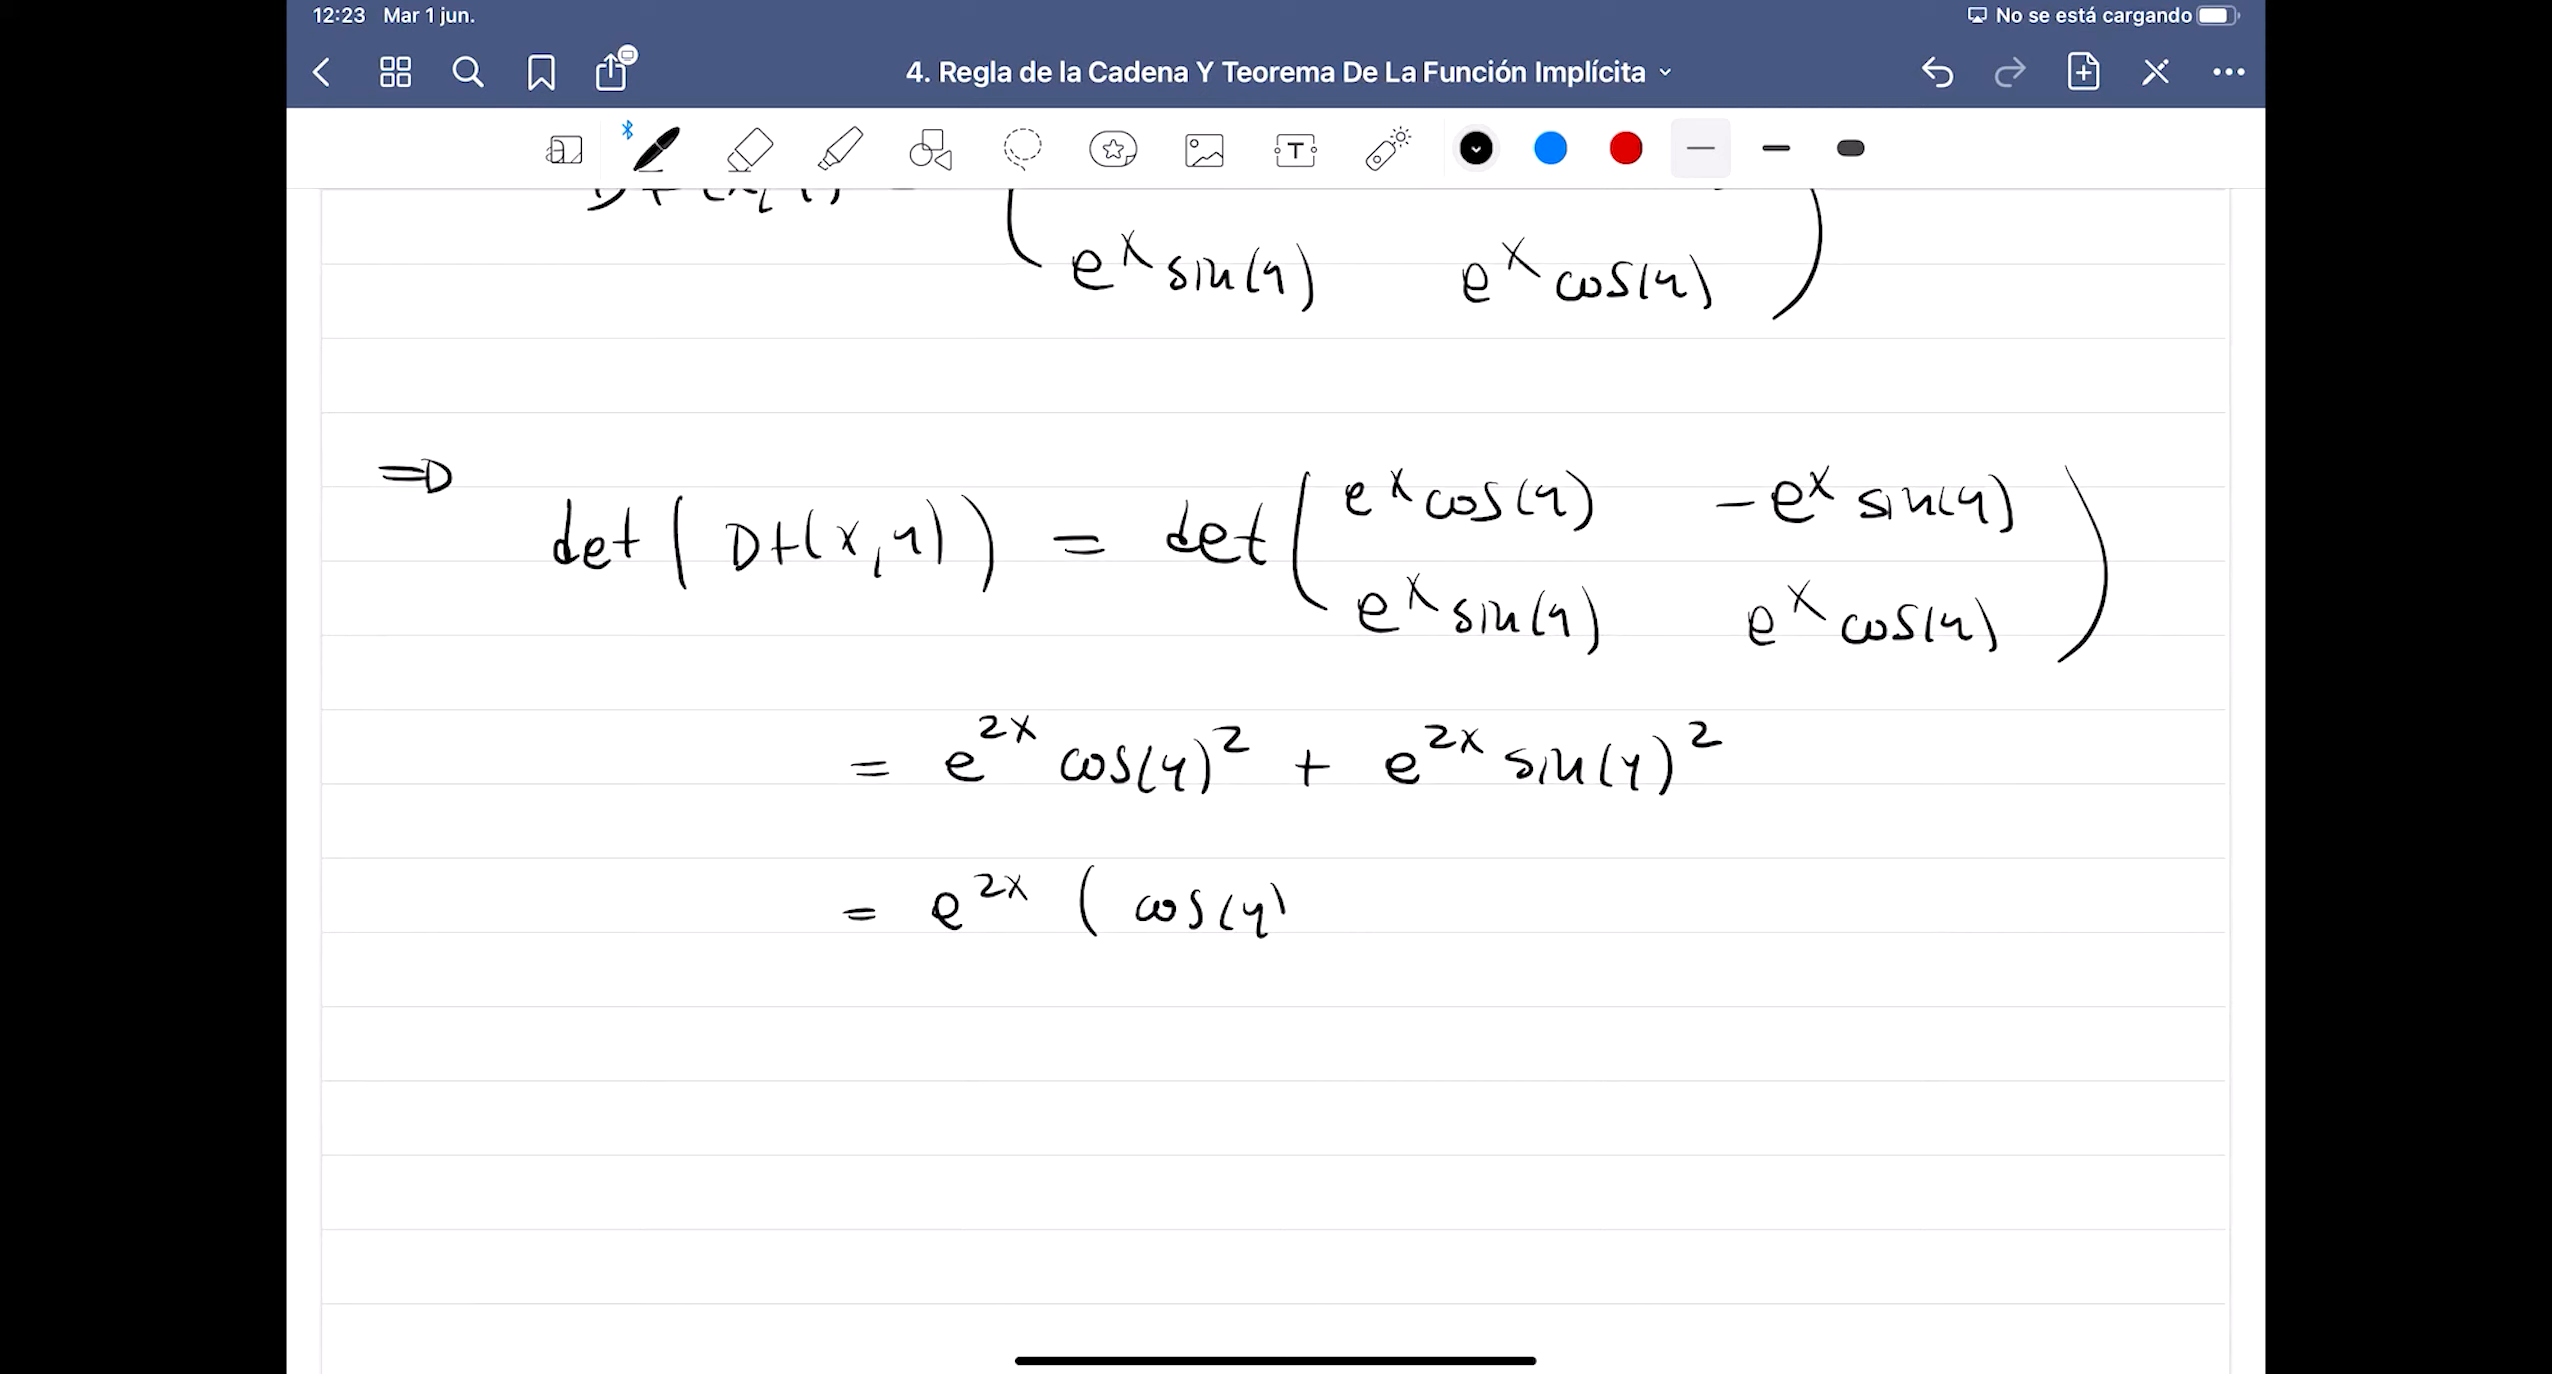 12:23 Mar 1 jun. No se está cargando
4. Regla de la Cadena Y Teorema De La Función Implícita
e^x sin(y) e^x cos(y)
⇒ det( Df(x,y)) = det( e^x cos(y) -e^x sin(y)
e^x sin(y) e^x cos(y) )
= e^2x cos(y)^2 + e^2x sin(y)^2
= e^2x ( cos(y)